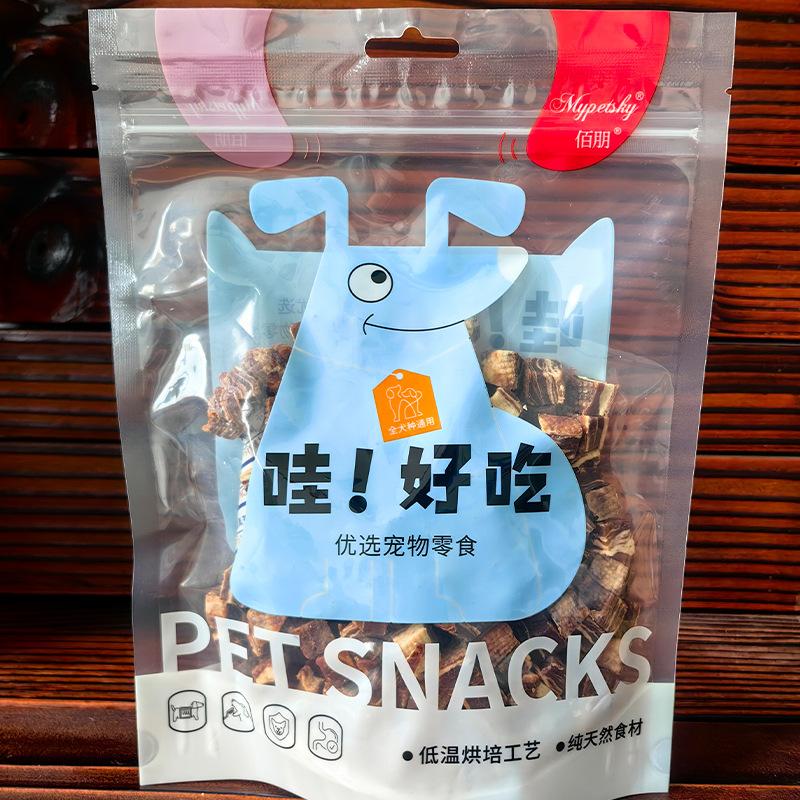 Mypetsky®
佰朋®
全犬种通用
哇！好吃
优选宠物零食
PET SNACKS
•低温烘培工艺 •纯天然食材